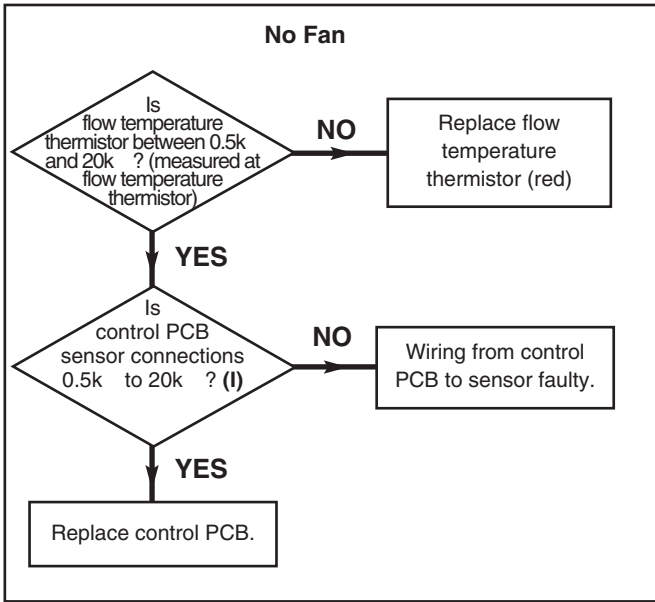 No Fan
Is
flow temperature
thermistor between 0.5k
and 20k ? (measured at
flow temperature
thermistor)
NO
Replace flow
temperature
thermistor (red)
YES
Is
control PCB
sensor connections
0.5k to 20k ? (I)
NO
Wiring from control
PCB to sensor faulty.
YES
Replace control PCB.